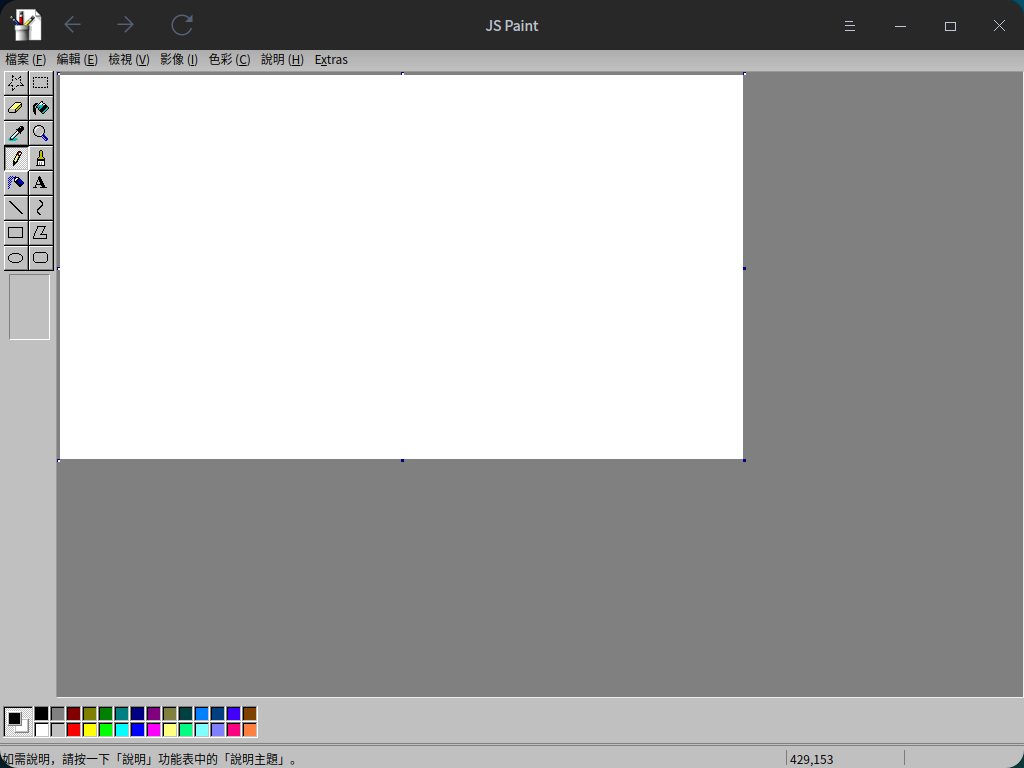 JS Paint
檔案 (F) 編輯 (E) 檢視 (V) 影像 (I) 色彩 (C) 說明 (H) Extras
A
如需說明，請按一下「說明」功能表中的「說明主題」。 429,153